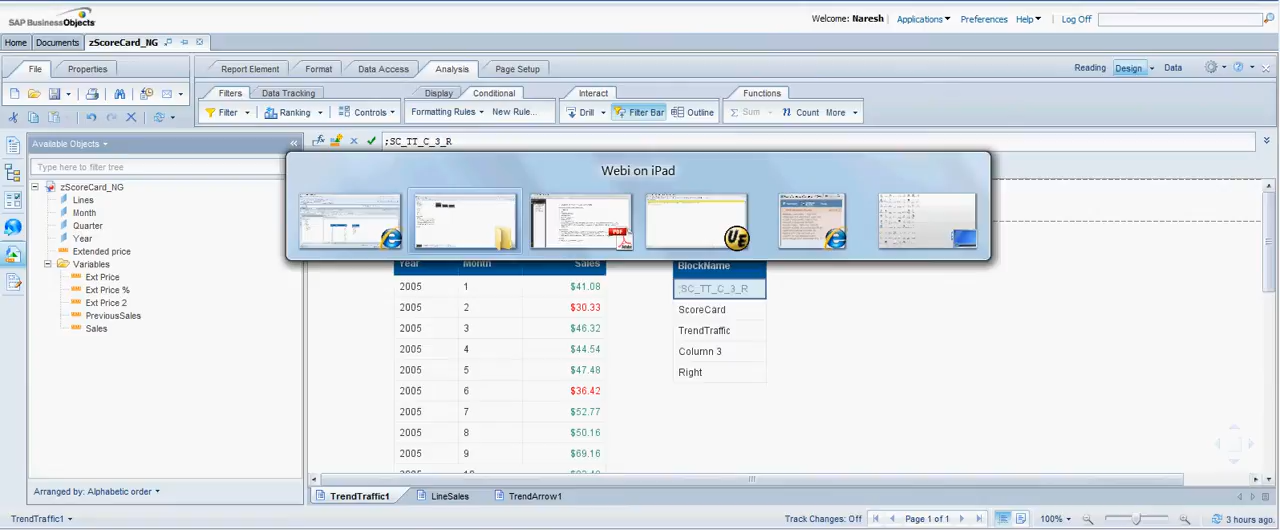 SAP BusinessObjects
Welcome: Naresh Applications Preferences Help Log Off
Home Documents zScoreCard_NG
File Properties Report Element Format Data Access Analysis Page Setup Reading Design Data
Filters Data Tracking Display Conditional Interact Functions
Filter Ranking Controls Formatting Rules New Rule... Drill Filter Bar Outline Sum Count More
Available Objects
;SC_TT_C_3_R
Type here to filter tree
Webi on iPad
zScoreCard_NG
Lines
Month
Quarter
Year
Extended price
Variables
Ext Price
Ext Price %
Ext Price 2
PreviousSales
Sales
Year Month Sales
2005 1 $41.08
2005 2 $30.33
2005 3 $46.32
2005 4 $44.54
2005 5 $47.48
2005 6 $36.42
2005 7 $52.77
2005 8 $50.16
2005 9 $69.16
BlockName
;SC_TT_C_3_R
ScoreCard
TrendTraffic
Column 3
Right
Arranged by: Alphabetic order
TrendTraffic1 LineSales TrendArrow1
TrendTraffic1 Track Changes: Off Page 1 of 1 100% 3 hours ago